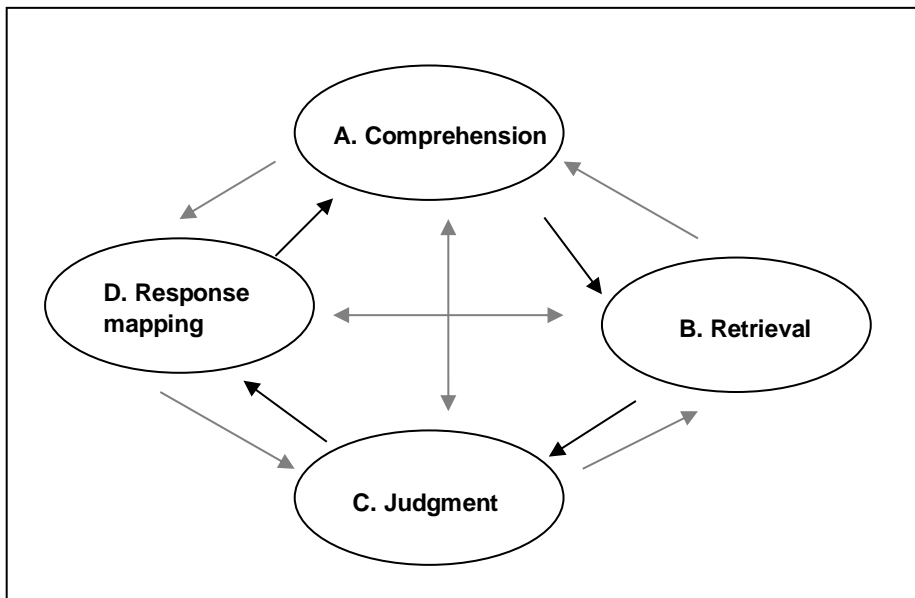 A. Comprehension
D. Response
mapping
B. Retrieval
C. Judgment